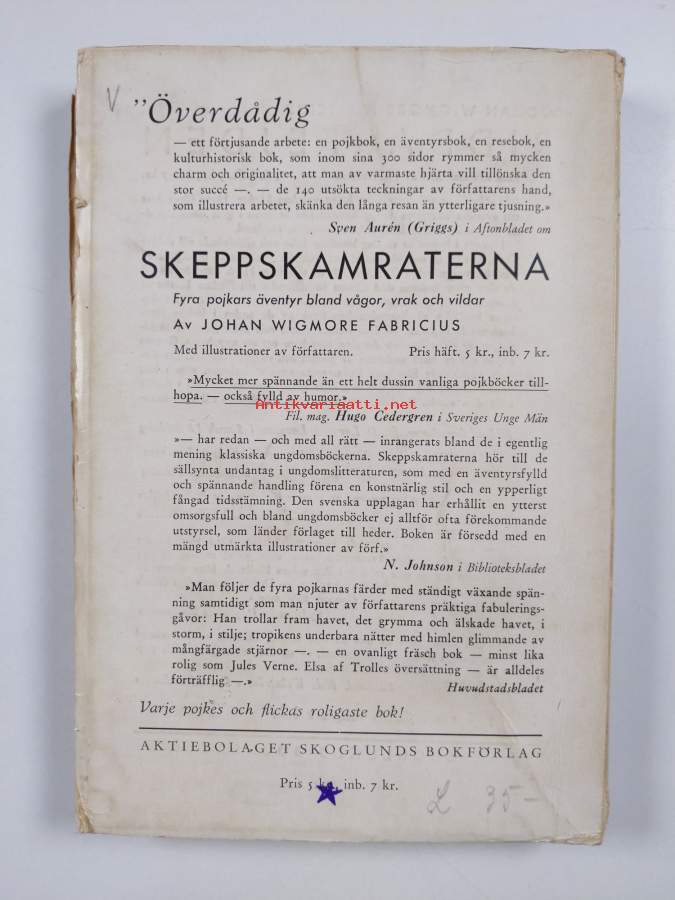 V
"Överdådig
— ett förtjusande arbete: en pojkbok, en äventyrsbok, en resebok, en
kulturhistorisk bok, som inom sina 300 sidor rymmer så mycken
charm och originalitet, att man av varmaste hjärta vill tillönska den
stor succé —. — de 140 utsökta teckningar av författarens hand,
som illustrera arbetet, skänka den långa resan än ytterligare tjusning.»
Sven Aurén (Griggs) i Aftonbladet om
SKEPPSKAMRATERNA
Fyra pojkars äventyr bland vågor, vrak och vildar
Av JOHAN WIGMORE FABRICIUS
Med illustrationer av författaren. Pris häft. 5 kr., inb. 7 kr.
»Mycket mer spännande än ett helt dussin vanliga pojkböcker till-
hopa. — också fylld av humor.»
Antikvariaatti.net
Fil. mag. Hugo Cedergren i Sveriges Unge Män
»— har redan — och med all rätt — inrangerats bland de i egentlig
mening klassiska ungdomsböckerna. Skeppskamraterna hör till de
sällsynta undantag i ungdomslitteraturen, som med en äventyrsfylld
och spännande handling förena en konstnärlig stil och en ypperligt
fångad tidsstämning. Den svenska upplagan har erhållit en ytterst
omsorgsfull och bland ungdomsböcker ej alltför ofta förekommande
utstyrsel, som länder förlaget till heder. Boken är försedd med en
mängd utmärkta illustrationer av förf.»
N. Johnson i Biblioteksbladet
»Man följer de fyra pojkarnas färder med ständigt växande spän-
ning samtidigt som man njuter av författarens präktiga fabulerings-
gåvor: Han trollar fram havet, det grymma och älskade havet, i
storm, i stilje; tropikens underbara nätter med himlen glimmande av
mångfärgade stjärnor —. — en ovanligt fräsch bok — minst lika
rolig som Jules Verne. Elsa af Trolles översättning — är alldeles
förträfflig —.»
Huvudstadsbladet
Varje pojkes och flickas roligaste bok!
AKTIEBOLAGET SKOGLUNDS BOKFÖRLAG
Pris 5 kr., inb. 7 kr.
35-